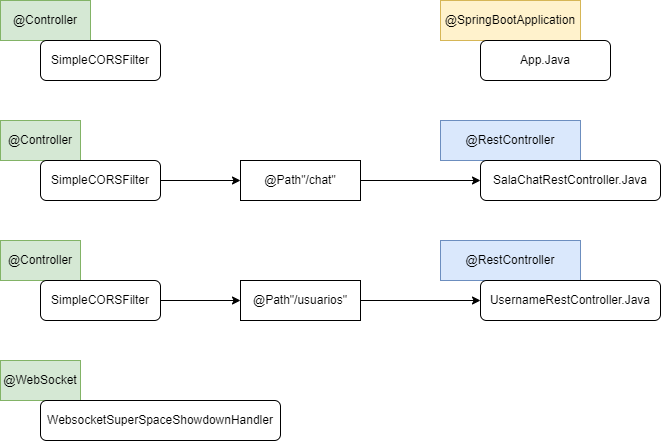 @Controller
SimpleCORSFilter
@SpringBootApplication
App.Java
@Controller
SimpleCORSFilter
@Path"/chat"
@RestController
SalaChatRestController.Java
@Controller
SimpleCORSFilter
@Path"/usuarios"
@RestController
UsernameRestController.Java
@WebSocket
WebsocketSuperSpaceShowdownHandler